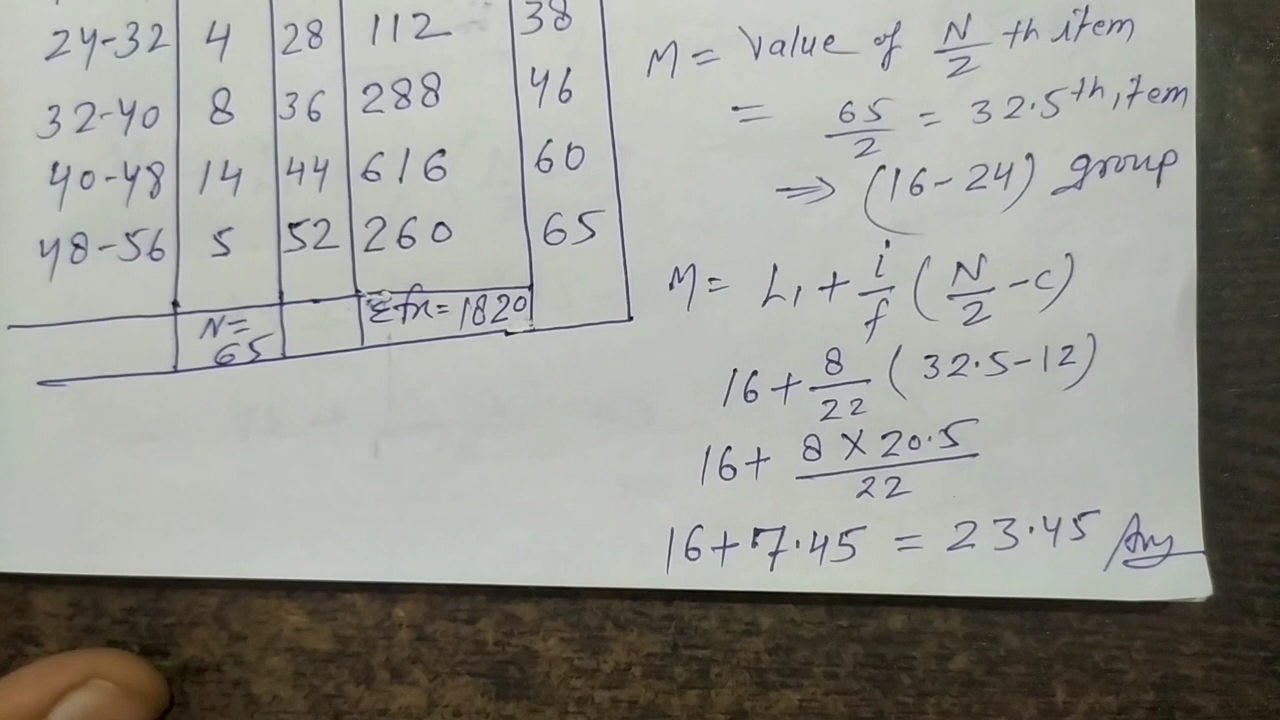 24-32 4 28 112 38
32-40 8 36 288 46
40-48 14 44 616 60
48-56 5 52 260 65
N= 65 Σfx = 1820
M = Value of N/2 th item
= 65/2 = 32.5th item
⇒ (16-24) group
M = L₁ + i/f (N/2 - c)
16 + 8/22 (32.5-12)
16 + 8 × 20.5/22
16 + 7.45 = 23.45 Ans